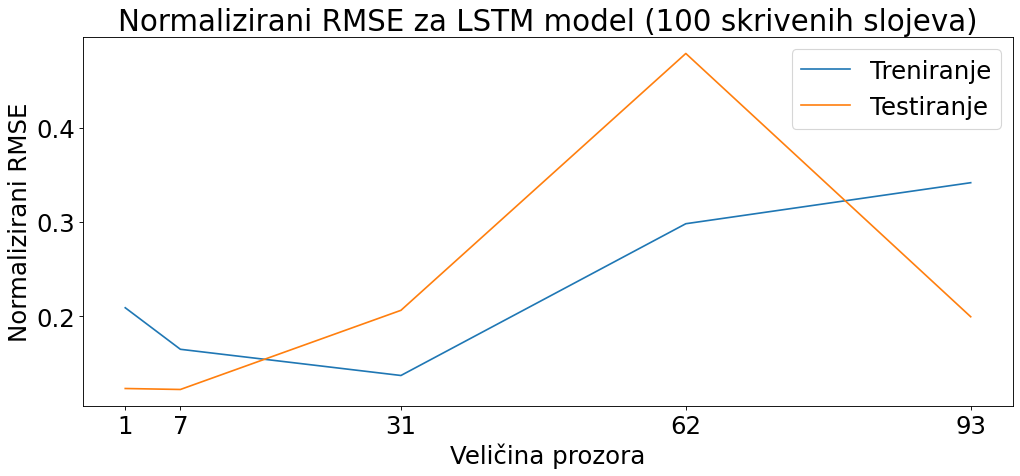 Normalizirani RMSE za LSTM model (100 skrivenih slojeva)
Treniranje
Testiranje
Normalizirani RMSE
0.4
0.3
0.2
1 7 31 62 93
Veličina prozora